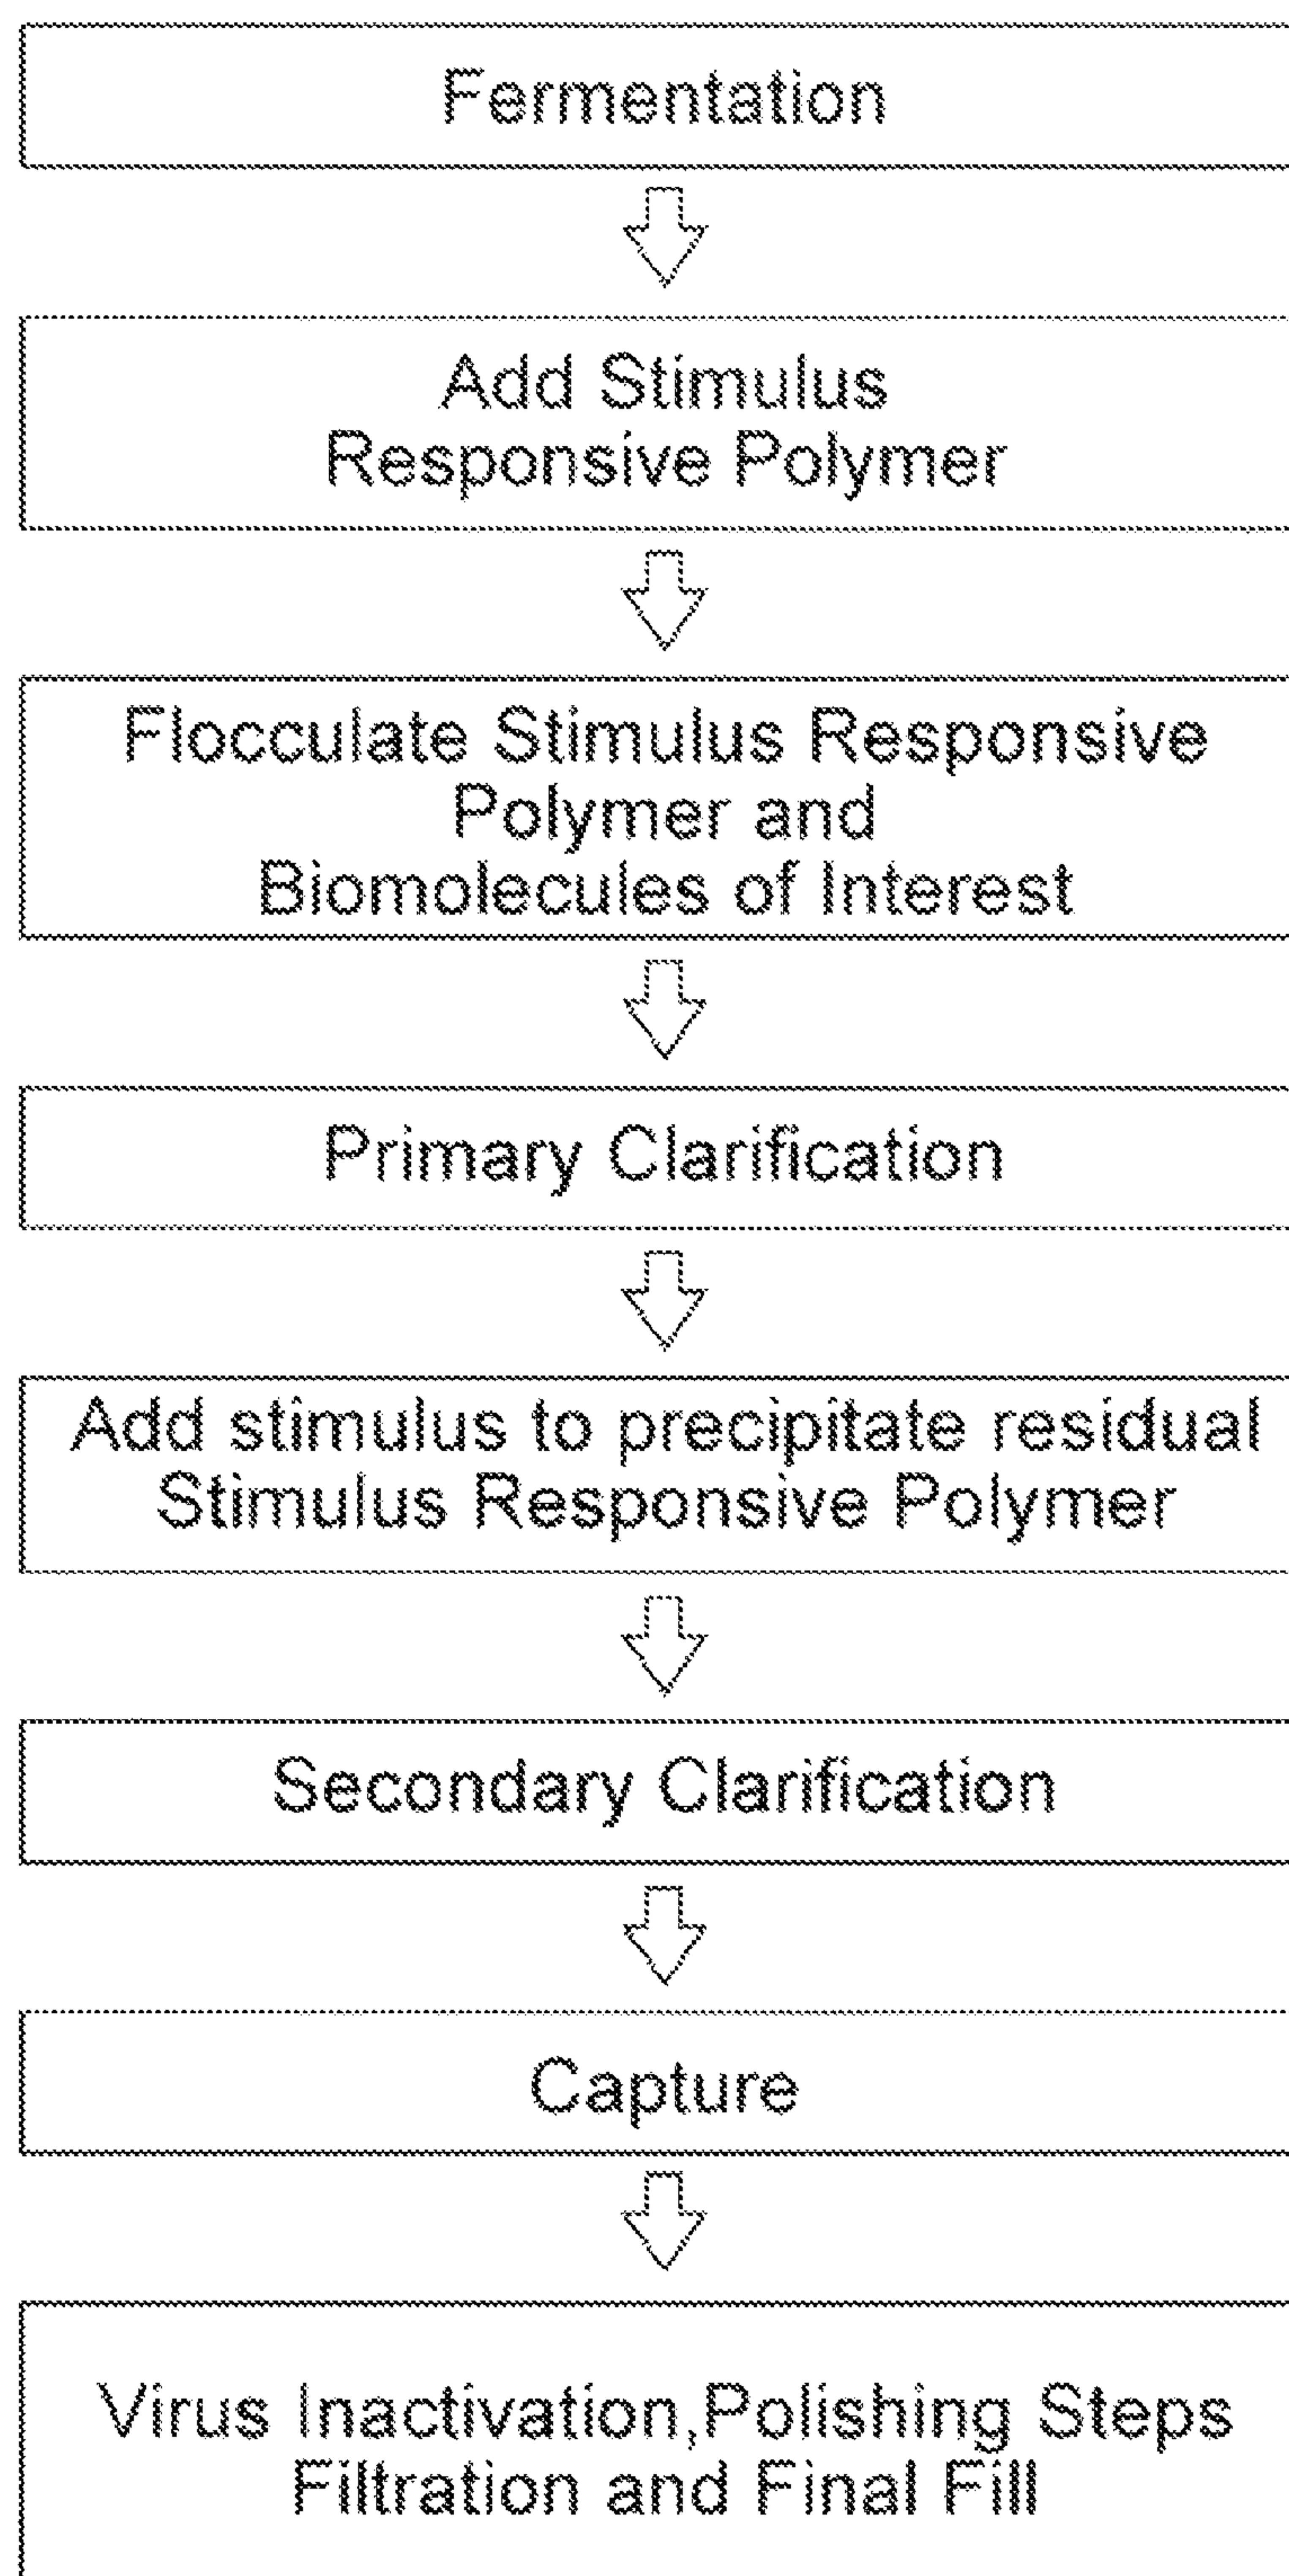 Fermentation
Add Stimulus
Responsive Polymer
Flocculate Stimulus Responsive
Polymer and
Biomolecules of Interest
Primary Clarification
Add stimulus to precipitate residual
Stimulus Responsive Polymer
Secondary Clarification
Capture
Virus Inactivation,Polishing Steps
Filtration and Final Fill